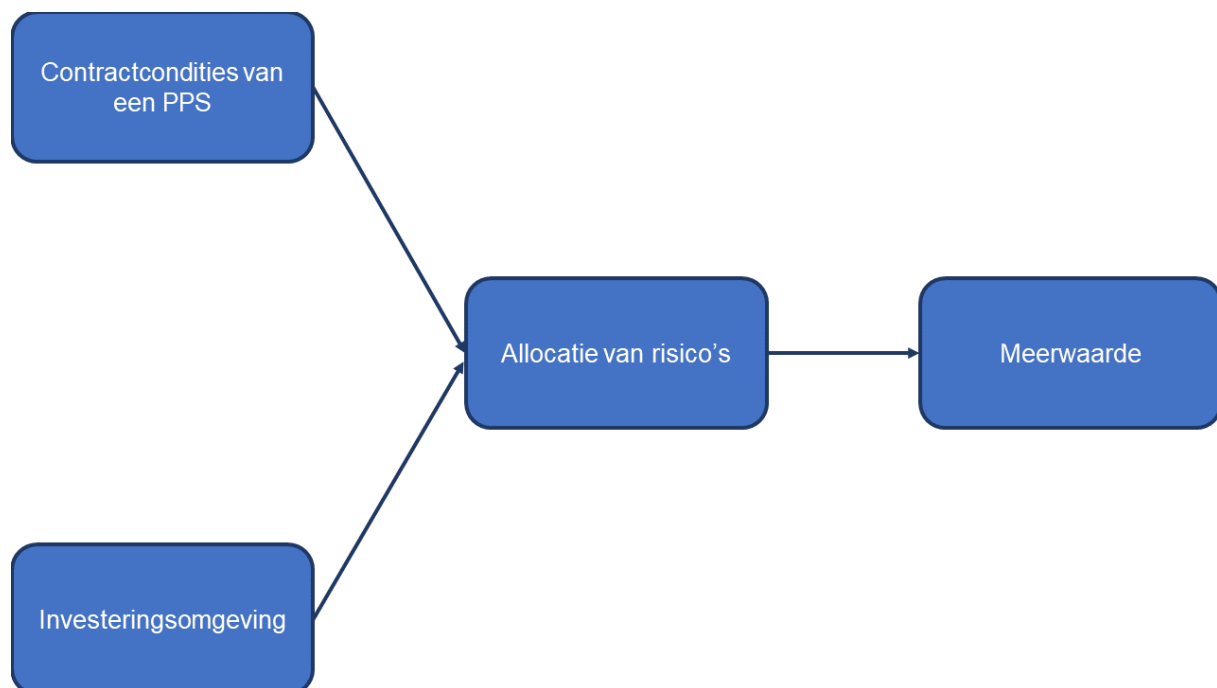 Contractcondities van
een PPS
Allocatie van risico’s
Meerwaarde
Investeringsomgeving